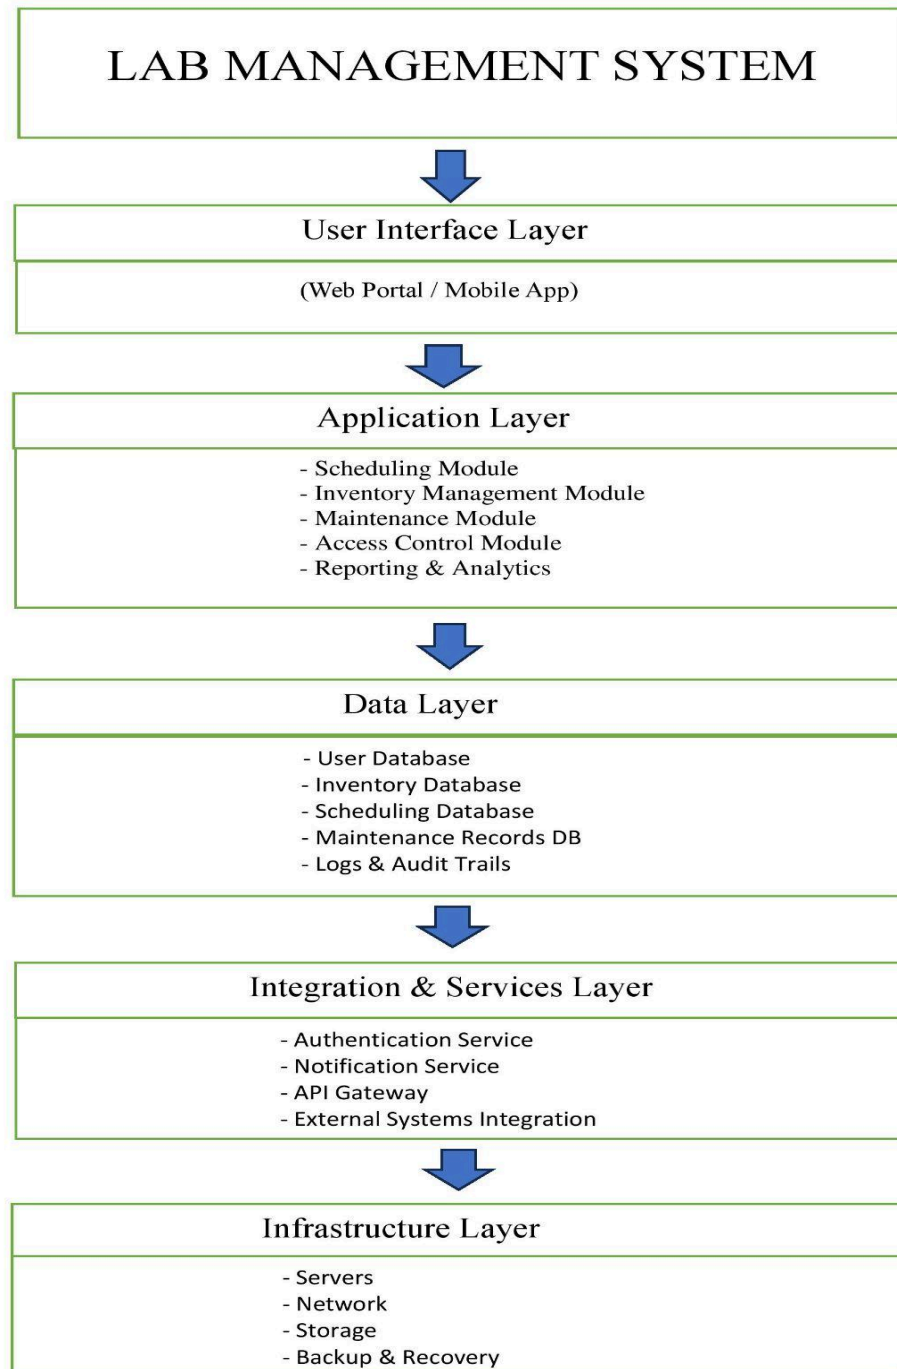 LAB MANAGEMENT SYSTEM
User Interface Layer
(Web Portal / Mobile App)
Application Layer
- Scheduling Module
- Inventory Management Module
- Maintenance Module
- Access Control Module
- Reporting & Analytics
Data Layer
- User Database
- Inventory Database
- Scheduling Database
- Maintenance Records DB
- Logs & Audit Trails
Integration & Services Layer
- Authentication Service
- Notification Service
- API Gateway
- External Systems Integration
Infrastructure Layer
- Servers
- Network
- Storage
- Backup & Recovery